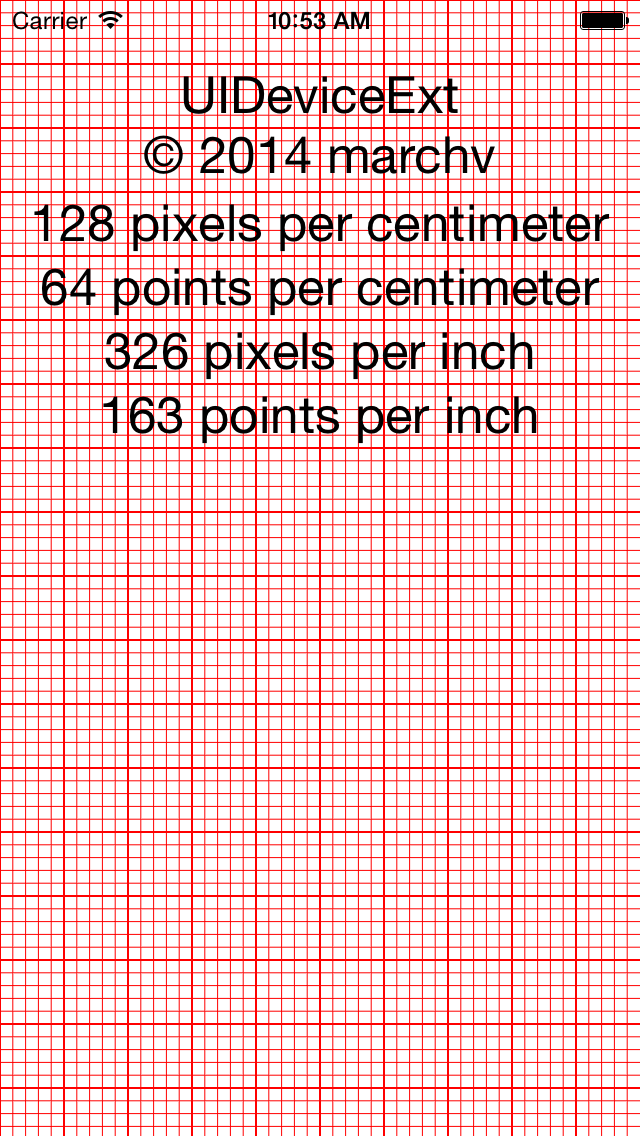 Carrier 10:53 AM
UIDeviceExt
© 2014 marchv
128 pixels per centimeter
64 points per centimeter
326 pixels per inch
163 points per inch